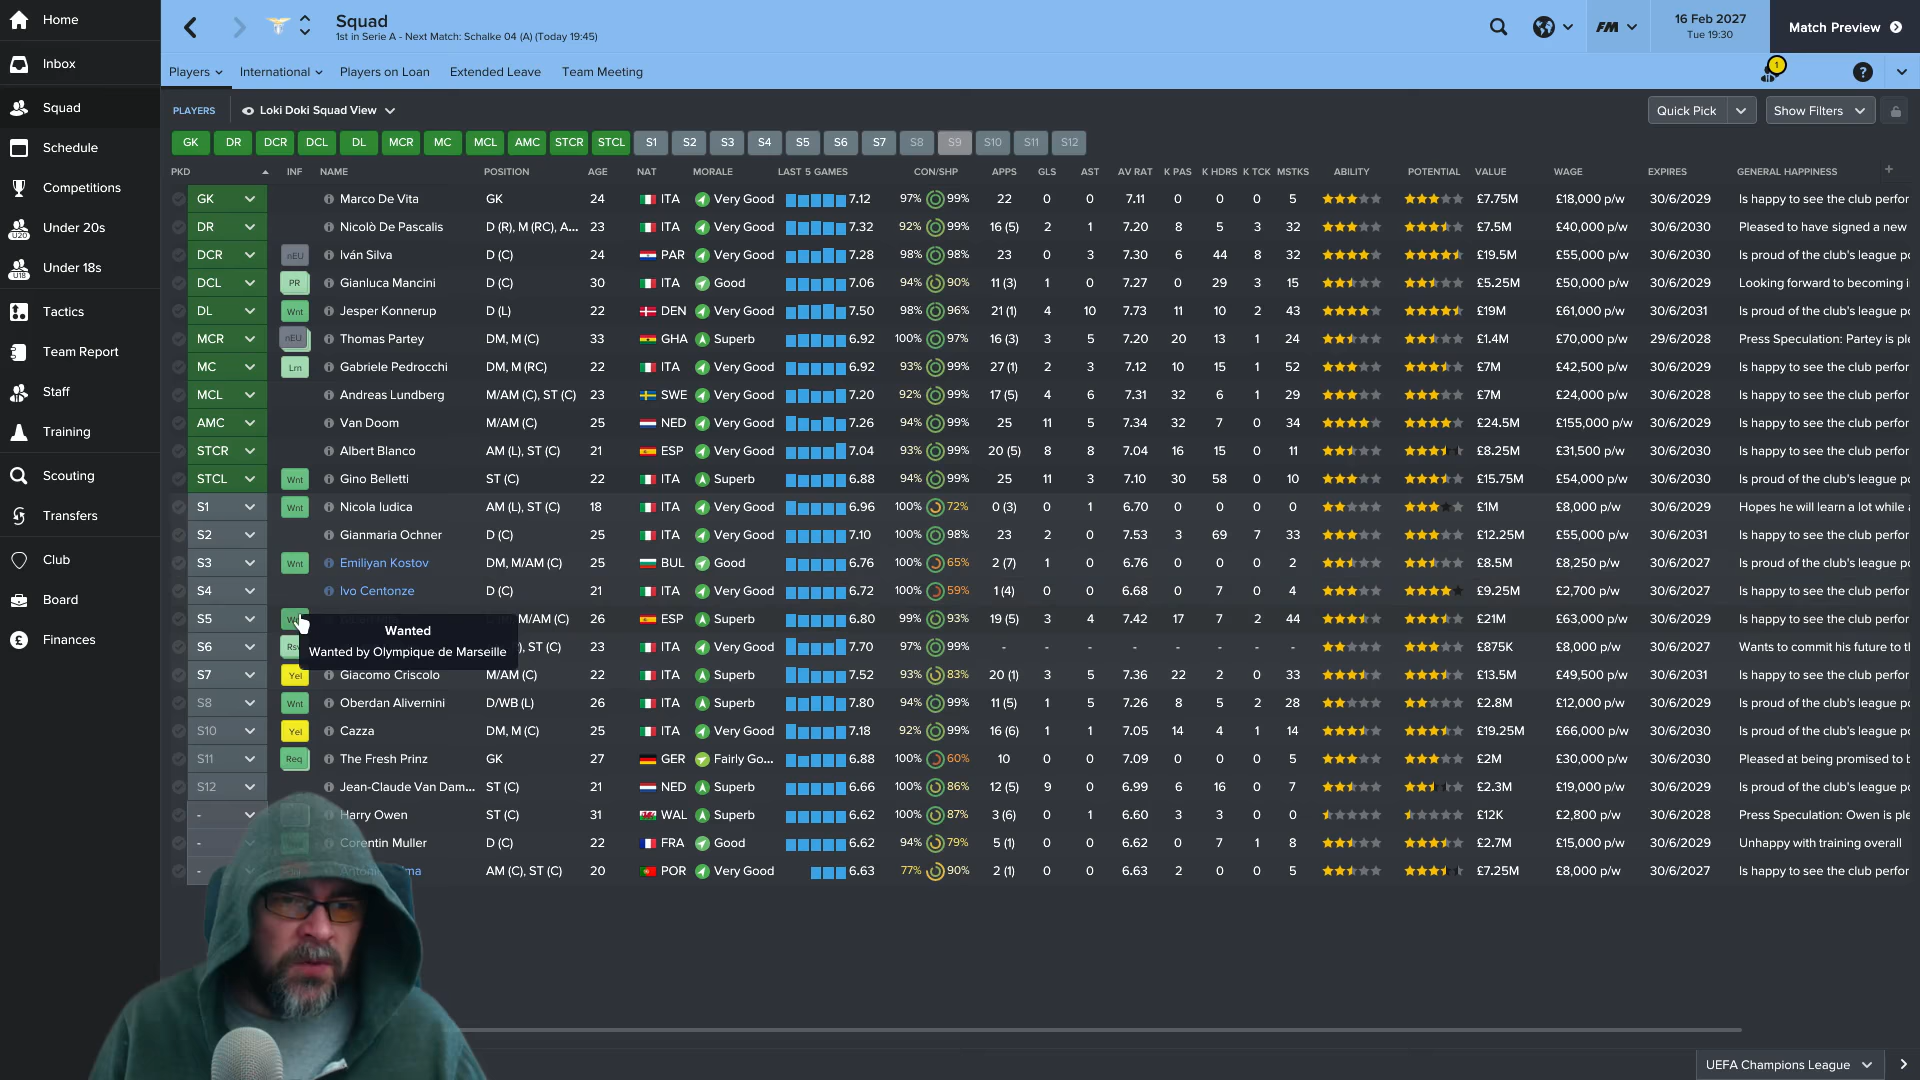 Home
Inbox
Squad
Schedule
Competitions
Under 20s
Under 18s
Tactics
Team Report
Staff
Training
Scouting
Transfers
Club
Board
Finances
Squad
1st in Serie A - Next Match: Schalke 04 (A) (Today 19:45)
FM
16 Feb 2027
Tue 19:30
Match Preview
Players International Players on Loan Extended Leave Team Meeting
1
?
PLAYERS Loki Doki Squad View Quick Pick Show Filters
GK DR DCR DCL DL MCR MC MCL AMC STCR STCL S1 S2 S3 S4 S5 S6 S7 S8 S9 S10 S11 S12
PKD INF NAME POSITION AGE NAT MORALE LAST 5 GAMES CON/SHP APPS GLS AST AV RAT K PAS K HDRS K TCK MSTKS ABILITY POTENTIAL VALUE WAGE EXPIRES GENERAL HAPPINESS +
GK Marco De Vita GK 24 ITA Very Good 7.12 97% 99% 22 0 0 7.11 0 0 0 5 £7.75M £18,000 p/w 30/6/2029 Is happy to see the club perfor
DR Nicolò De Pascalis D (R), M (RC), A... 23 ITA Very Good 7.32 92% 99% 16 (5) 2 1 7.20 8 5 3 32 £7.5M £40,000 p/w 30/6/2030 Pleased to have signed a new
DCR nEU Iván Silva D (C) 24 PAR Very Good 7.28 98% 98% 23 0 3 7.30 6 44 8 32 £19.5M £55,000 p/w 30/6/2030 Is proud of the club's league po
DCL PR Gianluca Mancini D (C) 30 ITA Good 7.06 94% 90% 11 (3) 1 0 7.27 0 29 3 15 £5.25M £50,000 p/w 30/6/2029 Looking forward to becoming
DL Wnt Jesper Konnerup D (L) 22 DEN Very Good 7.50 98% 96% 21 (1) 4 10 7.73 11 10 2 43 £19M £61,000 p/w 30/6/2031 Is proud of the club's league po
MCR nEU Thomas Partey DM, M (C) 33 GHA Superb 6.92 100% 97% 16 (3) 3 5 7.20 20 13 1 24 £1.4M £70,000 p/w 29/6/2028 Press Speculation: Partey is ple
MC Lrn Gabriele Pedrocchi DM, M (RC) 22 ITA Very Good 6.92 93% 99% 27 (1) 2 3 7.12 10 15 1 52 £7M £42,500 p/w 30/6/2029 Is happy to see the club perfor
MCL Andreas Lundberg M/AM (C), ST (C) 23 SWE Very Good 7.20 92% 99% 17 (5) 4 6 7.31 32 6 1 29 £7M £24,000 p/w 30/6/2028 Is happy to see the club perfor
AMC Van Doom M/AM (C) 25 NED Very Good 7.26 94% 99% 25 11 5 7.34 32 7 0 34 £24.5M £155,000 p/w 30/6/2029 Is happy to see the club perfor
STCR Albert Blanco AM (L), ST (C) 21 ESP Very Good 7.04 93% 99% 20 (5) 8 8 7.04 16 15 0 11 £8.25M £31,500 p/w 30/6/2030 Is happy to see the club perfor
STCL Wnt Gino Belletti ST (C) 22 ITA Superb 6.88 94% 99% 25 11 3 7.10 30 58 0 10 £15.75M £54,000 p/w 30/6/2030 Is proud of the club's league po
S1 Wnt Nicola Iudica AM (L), ST (C) 18 ITA Very Good 6.96 100% 72% 0 (3) 0 1 6.70 0 0 0 0 £1M £8,000 p/w 30/6/2029 Hopes he will learn a lot while
S2 Gianmaria Ochner D (C) 25 ITA Very Good 7.10 100% 98% 23 2 0 7.53 3 69 7 33 £12.25M £55,000 p/w 30/6/2031 Is happy to see the club perfor
S3 Wnt Emiliyan Kostov DM, M/AM (C) 25 BUL Good 6.76 100% 65% 2 (7) 1 0 6.76 0 0 0 2 £8.5M £8,250 p/w 30/6/2027 Is happy to see the club perfor
S4 Ivo Centonze D (C) 21 ITA Very Good 6.72 100% 59% 1 (4) 0 0 6.68 0 7 0 4 £9.25M £2,700 p/w 30/6/2027 Is happy to see the club perfor
S5 M/AM (C) 26 ESP Superb 6.80 99% 93% 23 (3) 4 3 7.42 17 7 2 44 £21M £63,000 p/w 30/6/2029 Is happy to see the club perfor
Wanted
Wanted by Olympique de Marseille
S6 ST (C) 23 ITA Very Good 7.70 97% 99% - - - - - - - - £875K £8,000 p/w 30/6/2027 Wants to commit his future to th
S7 Yel Giacomo Criscolo M/AM (C) 22 ITA Superb 7.52 93% 83% 20 (1) 3 5 7.36 22 2 0 33 £13.5M £49,500 p/w 30/6/2031 Is happy to see the club perfor
S8 Wnt Oberdan Alivernini D/WB (L) 26 ITA Superb 7.80 94% 99% 11 (5) 1 5 7.26 8 5 2 28 £2.8M £12,000 p/w 30/6/2029 Is proud of the club's league po
S10 Yel Cazza DM, M (C) 25 ITA Very Good 7.18 92% 99% 16 (6) 1 1 7.05 14 4 1 14 £19.25M £66,000 p/w 30/6/2030 Is happy to see the club perfor
S11 Req The Fresh Prinz GK 27 GER Fairly Go... 6.88 100% 60% 10 0 0 7.09 0 0 0 5 £2M £30,000 p/w 30/6/2029 Pleased at being promised to b
S12 Jean-Claude Van Dam... ST (C) 21 NED Superb 6.66 100% 86% 12 (5) 9 2 6.99 6 16 0 7 £2.3M £19,000 p/w 30/6/2029 Is proud of the club's league po
- Harry Owen ST (C) 31 WAL Superb 6.62 100% 87% 3 (6) 0 1 6.60 3 3 0 0 £12K £2,800 p/w 30/6/2028 Press Speculation: Owen is ple
- Corentin Muller D (C) 22 FRA Good 6.62 94% 79% 5 (1) 0 0 6.62 0 7 1 8 £2.7M £15,000 p/w 30/6/2029 Unhappy with training overall
- AM (C), ST (C) 20 POR Very Good 6.63 77% 90% 2 (1) 0 0 6.63 2 0 0 5 £7.25M £8,000 p/w 30/6/2027 Is happy to see the club perfor
UEFA Champions League